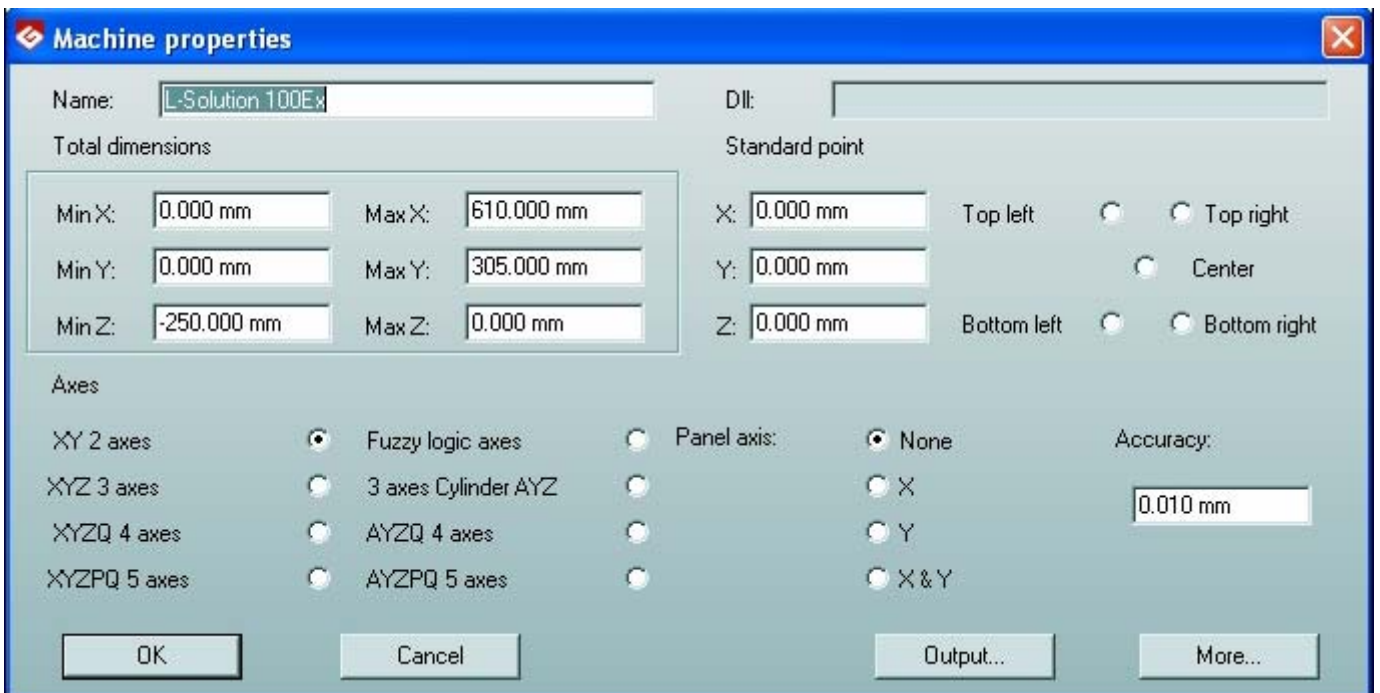 Machine properties
Name: L-Solution 100Ex Dll:
Total dimensions Standard point
Min X: 0.000 mm Max X: 610.000 mm X: 0.000 mm Top left Top right
Min Y: 0.000 mm Max Y: 305.000 mm Y: 0.000 mm Center
Min Z: -250.000 mm Max Z: 0.000 mm Z: 0.000 mm Bottom left Bottom right
Axes
XY 2 axes Fuzzy logic axes Panel axis: None Accuracy:
XYZ 3 axes 3 axes Cylinder AYZ X 0.010 mm
XYZQ 4 axes AYZQ 4 axes Y
XYZPQ 5 axes AYZPQ 5 axes X & Y
OK Cancel Output... More...